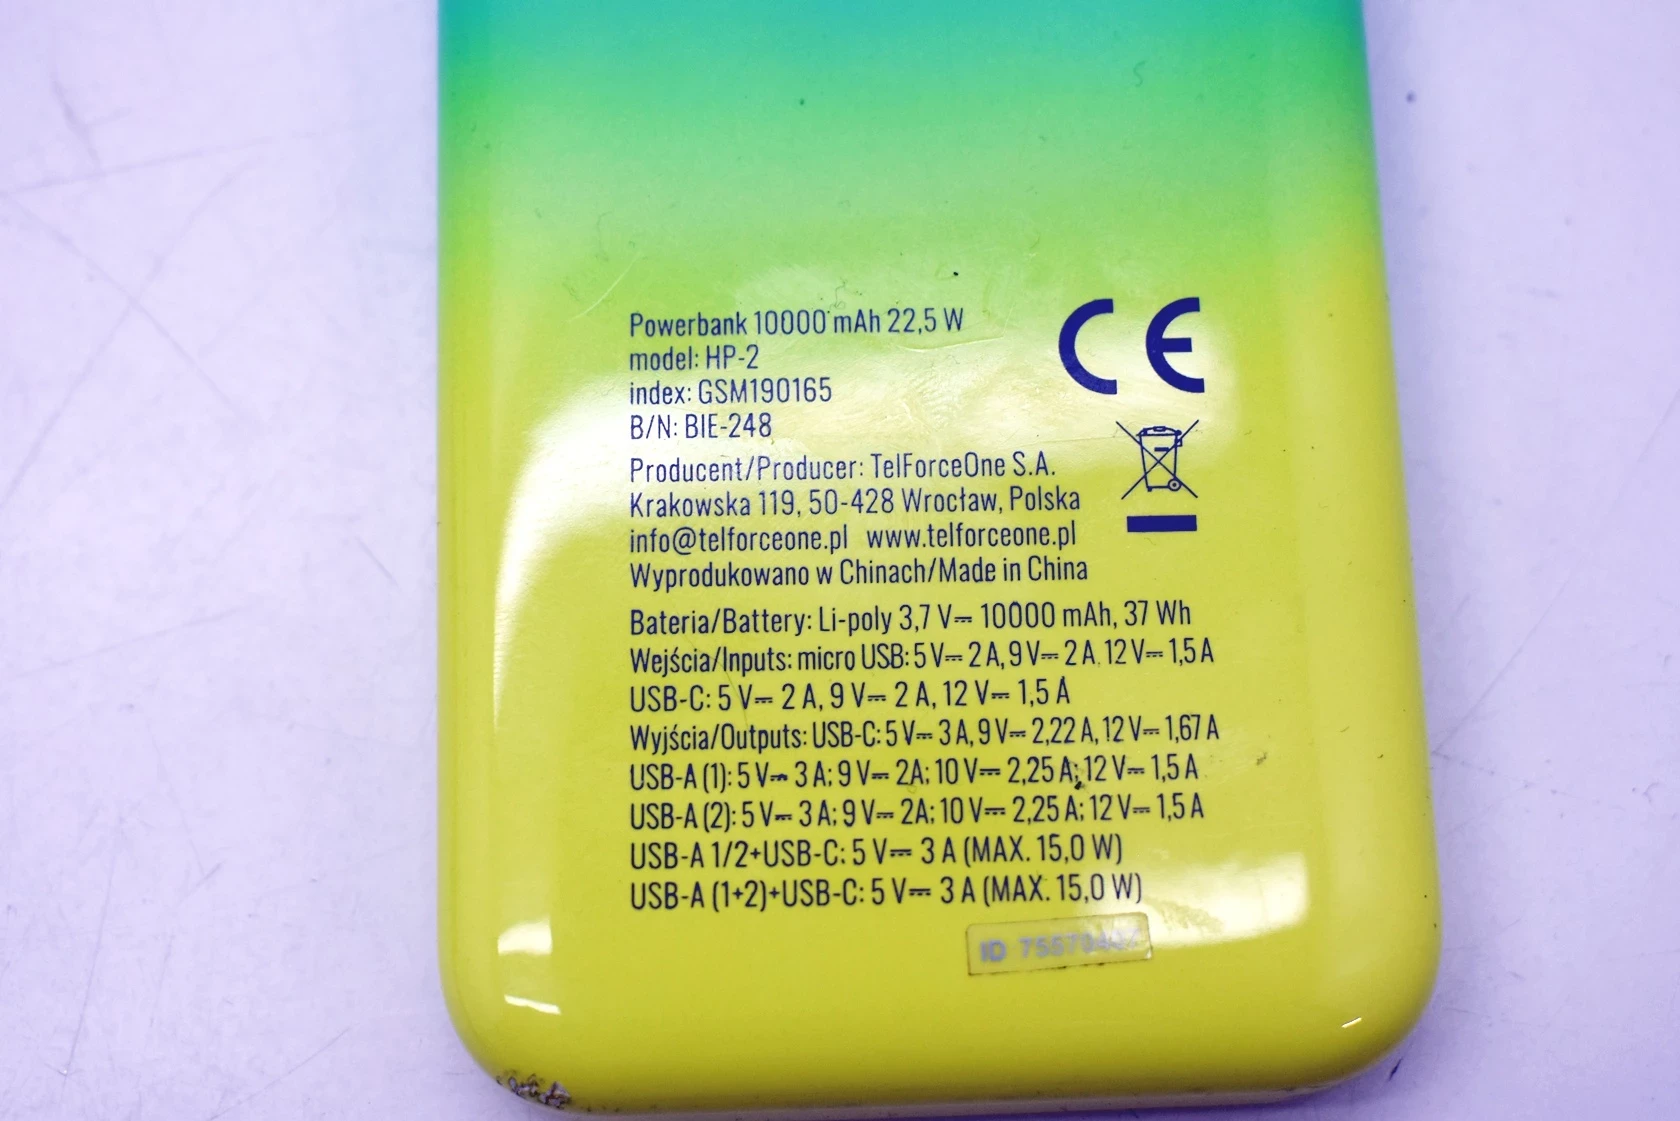 Powerbank 10000 mAh 22,5 W
model: HP-2
index: GSM190165
B/N: BIE-248
CE
Producent/Producer: TelForceOne S.A.
Krakowska 119, 50-428 Wrocław, Polska
info@telforceone.pl www.telforceone.pl
Wyprodukowano w Chinach/Made in China
Bateria/Battery: Li-poly 3,7 V⎓ 10000 mAh, 37 Wh
Wejścia/Inputs: micro USB: 5 V⎓ 2 A, 9 V⎓ 2 A. 12 V⎓ 1,5 A
USB-C: 5 V⎓ 2 A, 9 V⎓ 2 A, 12 V⎓ 1,5 A
Wyjścia/Outputs: USB-C: 5 V⎓ 3 A, 9 V⎓ 2,22 A, 12 V⎓ 1,67 A
USB-A (1): 5 V⎓ 3 A; 9 V⎓ 2A; 10 V⎓ 2,25 A; 12 V⎓ 1,5 A
USB-A (2): 5 V⎓ 3 A; 9 V⎓ 2A; 10 V⎓ 2,25 A; 12 V⎓ 1,5 A
USB-A 1/2+USB-C: 5 V⎓ 3 A (MAX. 15,0 W)
USB-A (1+2)+USB-C: 5 V⎓ 3 A (MAX. 15,0 W)
ID